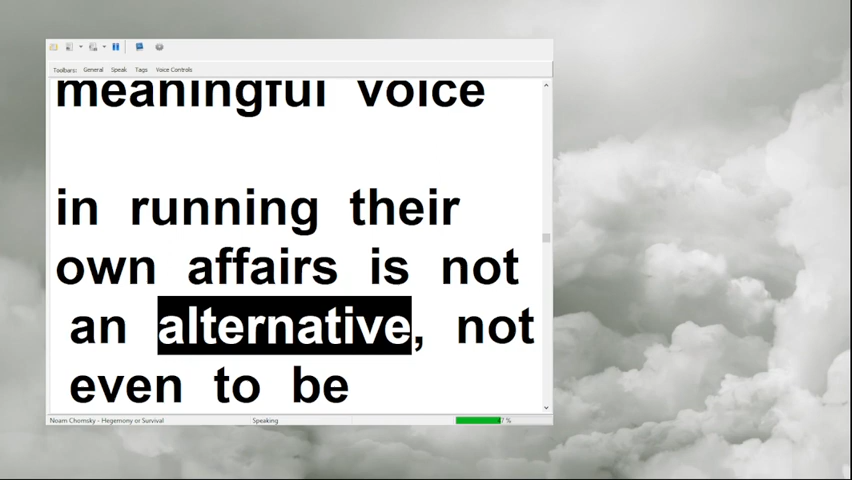 Toolbars: General Speak Tags Voice Controls
meaningful voice
in running their
own affairs is not
an alternative, not
even to be
Noam Chomsky - Hegemony or Survival Speaking